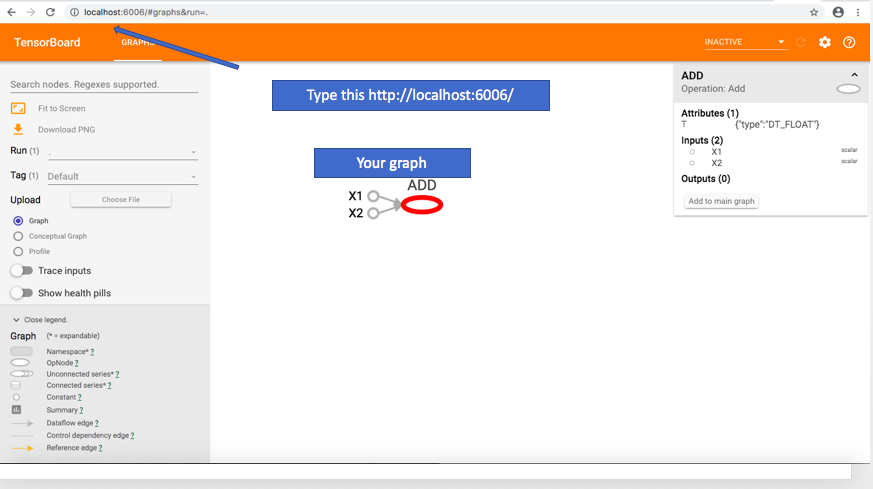 localhost:6006/#graphs&run=.
TensorBoard
GRAPHS
INACTIVE
Search nodes. Regexes supported.
Fit to Screen
Download PNG
Run (1) .
Tag (1) Default
Upload Choose File
Graph
Conceptual Graph
Profile
Trace inputs
Show health pills
Close legend.
Graph (* = expandable)
Namespace* ?
OpNode ?
Unconnected series* ?
Connected series* ?
Constant ?
Summary ?
Dataflow edge ?
Control dependency edge ?
Reference edge ?
Type this http://localhost:6006/
Your graph
ADD
X1
X2
ADD
Operation: Add
Attributes (1)
T {"type":"DT_FLOAT"}
Inputs (2)
X1 scalar
X2 scalar
Outputs (0)
Add to main graph